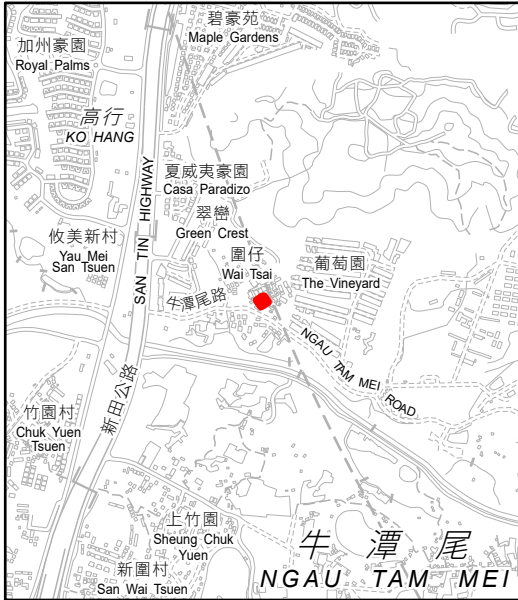 碧豪苑
Maple Gardens
加州豪園
Royal Palms
高行
KO HANG
夏威夷豪園
Casa Paradizo
SAN TIN HIGHWAY
翠巒
Green Crest
攸美新村
Yau Mei
San Tsuen
圍仔
Wai Tsai
葡萄園
The Vineyard
牛潭尾路
NGAU TAM MEI ROAD
新田公路
竹園村
Chuk Yuen
Tsuen
上竹園
Sheung Chuk
Yuen
牛潭尾
NGAU TAM MEI
新圍村
San Wai Tsuen